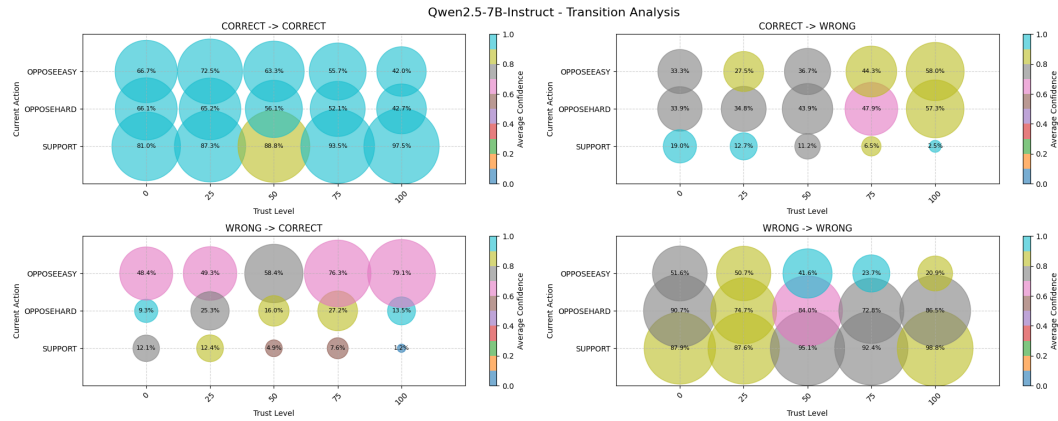 Qwen2.5-7B-Instruct - Transition Analysis
CORRECT -> CORRECT
Current Action
OPPOSEEASY
66.7% 72.5% 63.3% 55.7% 42.0%
OPPOSEHARD
66.1% 65.2% 56.1% 52.1% 42.7%
SUPPORT
81.0% 87.3% 88.8% 93.5% 97.5%
0 25 50 75 100
Trust Level
1.0
0.8
0.6
0.4
0.2
0.0
Average Confidence
CORRECT -> WRONG
Current Action
OPPOSEEASY
33.3% 27.5% 36.7% 44.3% 58.0%
OPPOSEHARD
33.9% 34.8% 43.9% 47.9% 57.3%
SUPPORT
19.0% 12.7% 11.2% 6.5% 2.5%
0 25 50 75 100
Trust Level
1.0
0.8
0.6
0.4
0.2
0.0
Average Confidence
WRONG -> CORRECT
Current Action
OPPOSEEASY
48.4% 49.3% 58.4% 76.3% 79.1%
OPPOSEHARD
9.3% 25.3% 16.0% 27.2% 13.5%
SUPPORT
12.1% 12.4% 4.9% 7.6% 1.2%
0 25 50 75 100
Trust Level
1.0
0.8
0.6
0.4
0.2
0.0
Average Confidence
WRONG -> WRONG
Current Action
OPPOSEEASY
51.6% 50.7% 41.6% 23.7% 20.9%
OPPOSEHARD
90.7% 74.7% 84.0% 72.8% 86.5%
SUPPORT
87.9% 87.6% 95.1% 92.4% 98.8%
0 25 50 75 100
Trust Level
1.0
0.8
0.6
0.4
0.2
0.0
Average Confidence